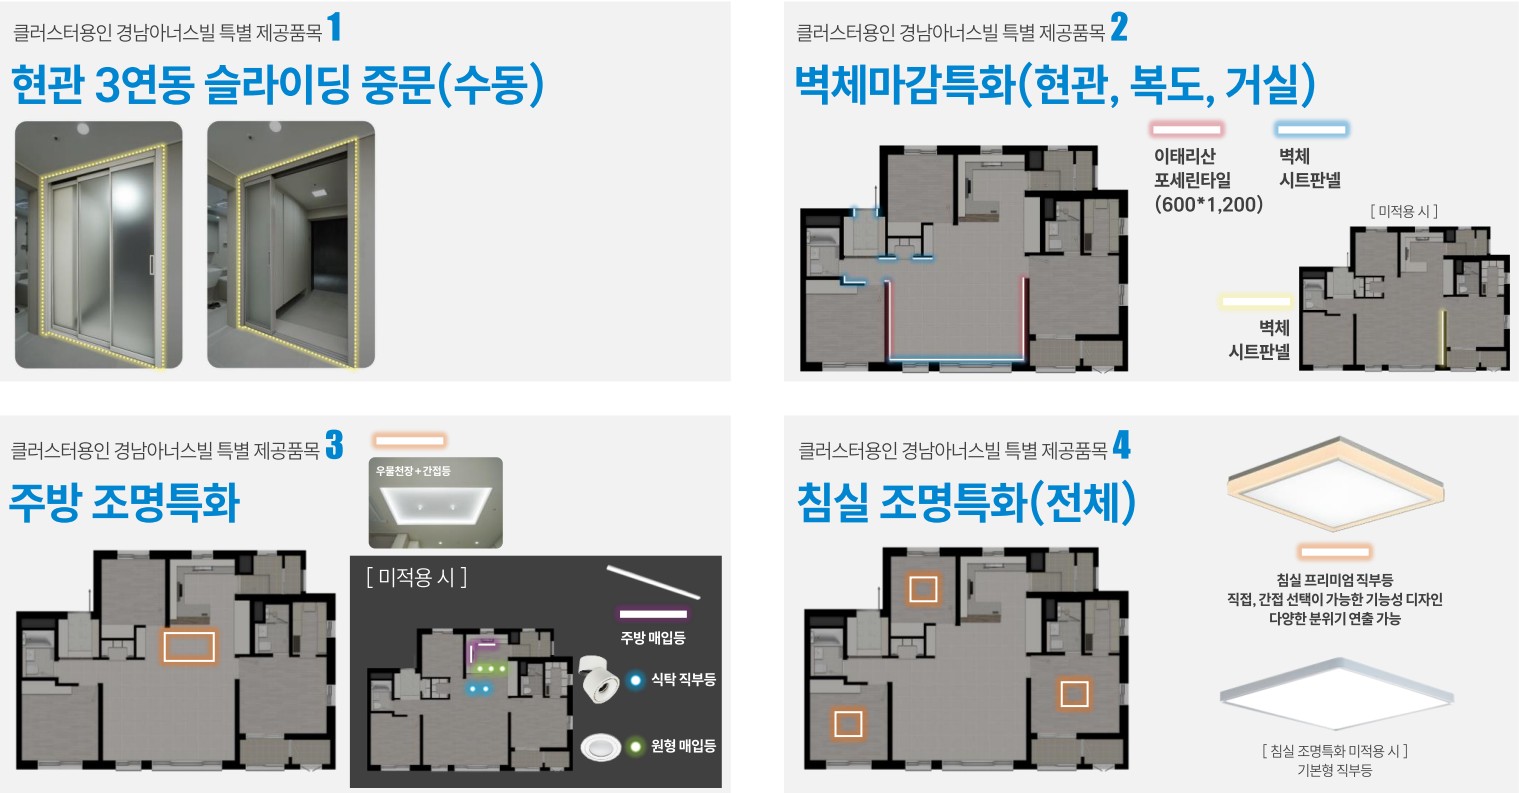 클러스터용인 경남아너스빌 특별 제공품목 1
현관 3연동 슬라이딩 중문(수동)
클러스터용인 경남아너스빌 특별 제공품목 2
벽체마감특화(현관, 복도, 거실)
이태리산
포세린타일
(600*1,200)
벽체
시트판넬
[ 미적용 시 ]
벽체
시트판넬
클러스터용인 경남아너스빌 특별 제공품목 3
주방 조명특화
우물천장+간접등
[ 미적용 시 ]
주방 매입등
식탁 직부등
원형 매입등
클러스터용인 경남아너스빌 특별 제공품목 4
침실 조명특화(전체)
침실 프리미엄 직부등
직접, 간접 선택이 가능한 기능성 디자인
다양한 분위기 연출 가능
[ 침실 조명특화 미적용 시 ]
기본형 직부등